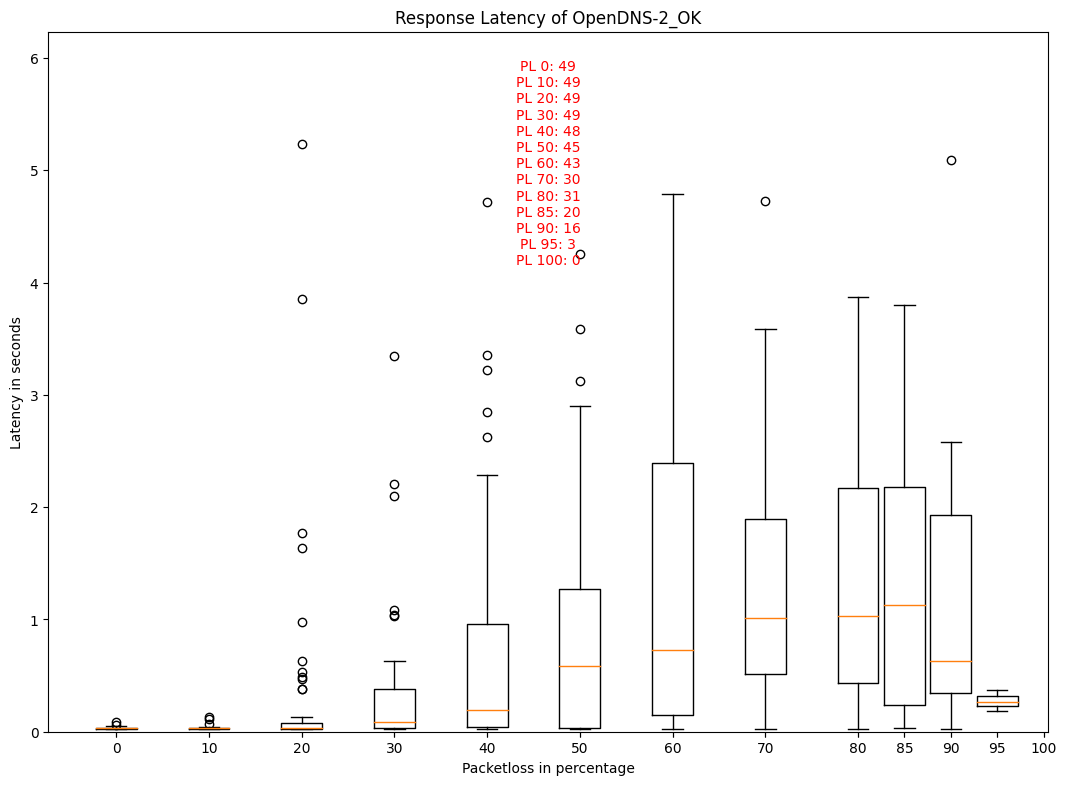 Response Latency of OpenDNS-2_OK
6
5
4
3
2
1
0
Latency in seconds
PL 0: 49
PL 10: 49
PL 20: 49
PL 30: 49
PL 40: 48
PL 50: 45
PL 60: 43
PL 70: 30
PL 80: 31
PL 85: 20
PL 90: 16
PL 95: 3
PL 100: 0
0 10 20 30 40 50 60 70 80 85 90 95 100
Packetloss in percentage